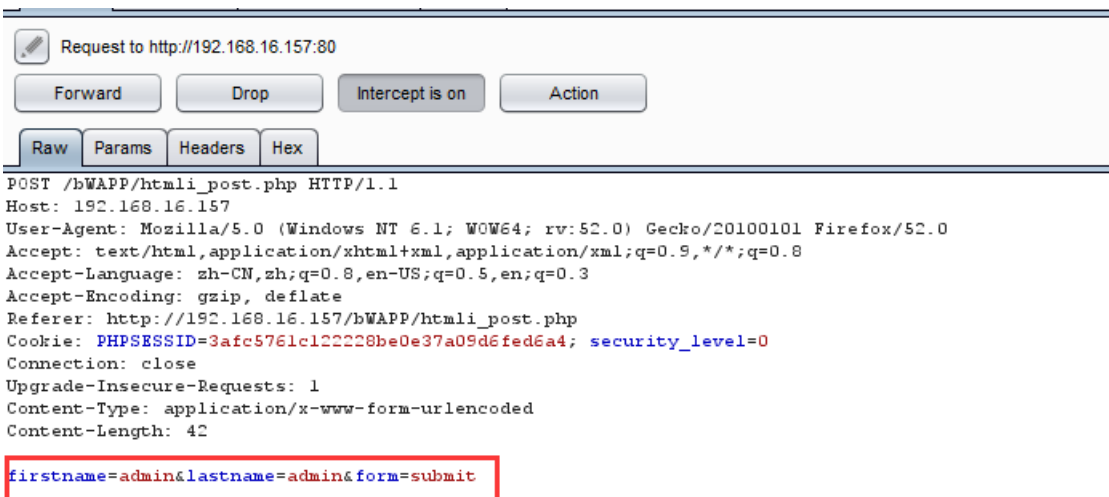 Request to http://192.168.16.157:80
Forward Drop Intercept is on Action
Raw Params Headers Hex
POST /bWAPP/htmli_post.php HTTP/1.1
Host: 192.168.16.157
User-Agent: Mozilla/5.0 (Windows NT 6.1; WOW64; rv:52.0) Gecko/20100101 Firefox/52.0
Accept: text/html,application/xhtml+xml,application/xml;q=0.9,*/*;q=0.8
Accept-Language: zh-CN,zh;q=0.8,en-US;q=0.5,en;q=0.3
Accept-Encoding: gzip, deflate
Referer: http://192.168.16.157/bWAPP/htmli_post.php
Cookie: PHPSESSID=3afc5761c122228be0e37a09d6fed6a4; security_level=0
Connection: close
Upgrade-Insecure-Requests: 1
Content-Type: application/x-www-form-urlencoded
Content-Length: 42
firstname=admin&lastname=admin&form=submit